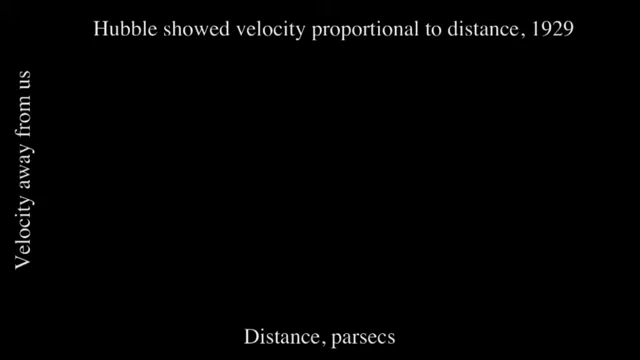 Hubble showed velocity proportional to distance, 1929
Velocity away from us
Distance, parsecs